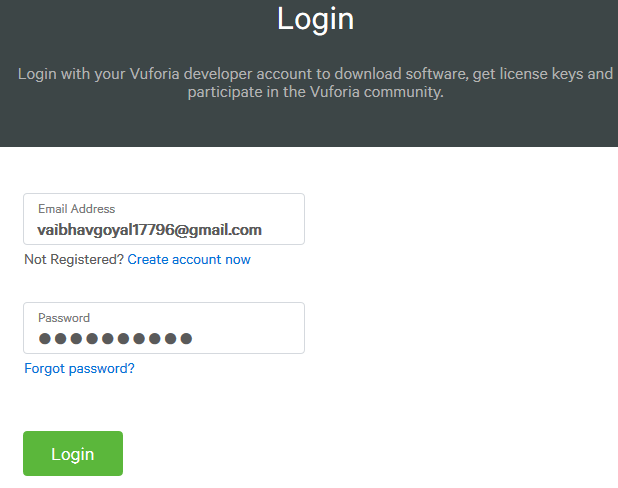 Login
Login with your Vuforia developer account to download software, get license keys and
participate in the Vuforia community.
Email Address
vaibhavgoyal17796@gmail.com
Not Registered? Create account now
Password
●●●●●●●●●●
Forgot password?
Login